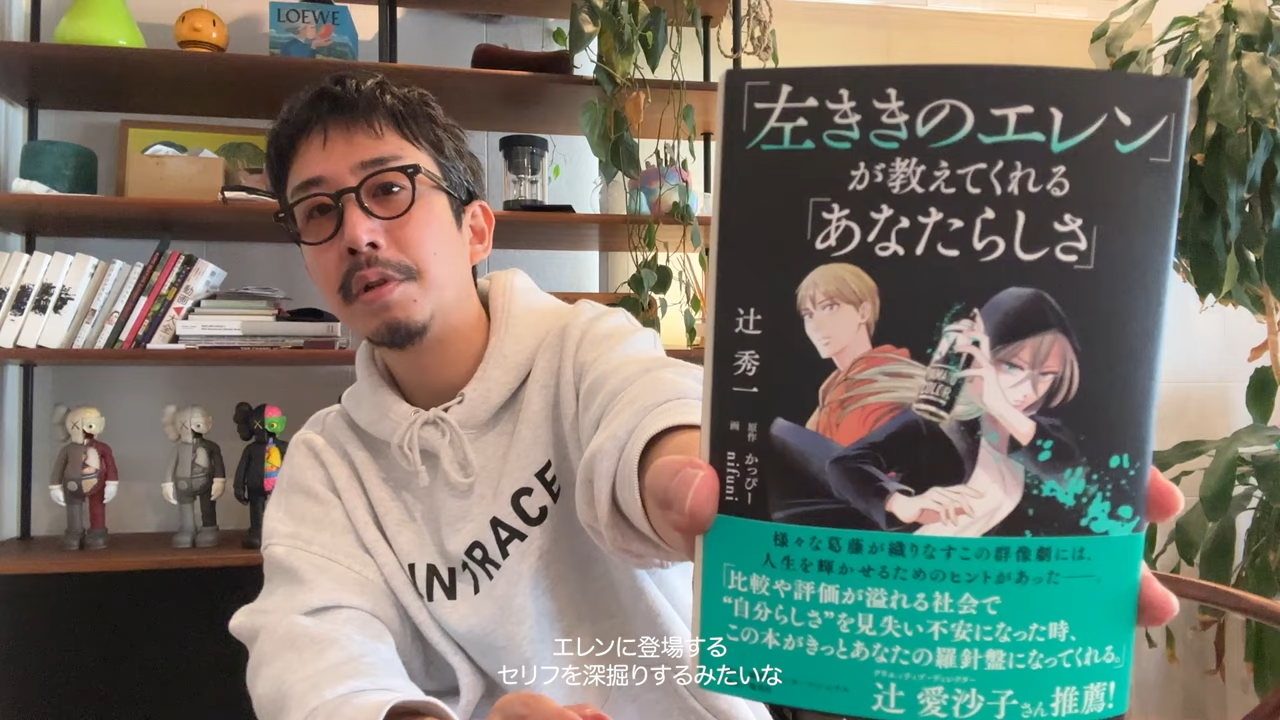 LOEWE
「左ききのエレン」
が教えてくれる
「あなたらしさ」
辻 秀一
原作 かっぴー
画 nifuni
様々な葛藤が織りなすこの群像劇には、
人生を輝かせるためのヒントがあった——。
「比較や評価が溢れる社会で
“自分らしさ”を見失い不安になった時、
この本がきっとあなたの羅針盤になってくれる。」
辻 愛沙子さん推薦!
エレンに登場する
セリフを深掘りするみたいな